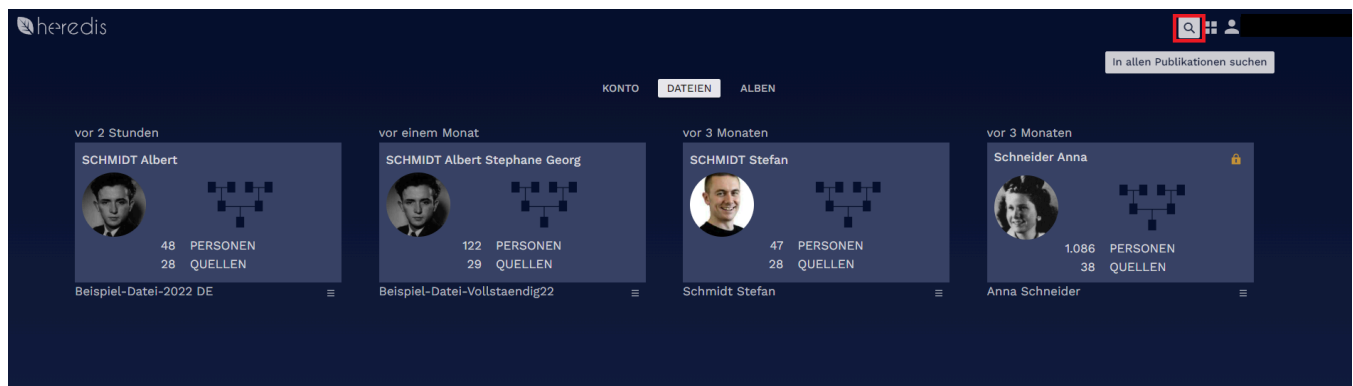 heredis
In allen Publikationen suchen
KONTO DATEIEN ALBEN
vor 2 Stunden
SCHMIDT Albert
48 PERSONEN
28 QUELLEN
Beispiel-Datei-2022 DE
vor einem Monat
SCHMIDT Albert Stephane Georg
122 PERSONEN
29 QUELLEN
Beispiel-Datei-Vollstaendig22
vor 3 Monaten
SCHMIDT Stefan
47 PERSONEN
28 QUELLEN
Schmidt Stefan
vor 3 Monaten
Schneider Anna
1.086 PERSONEN
38 QUELLEN
Anna Schneider